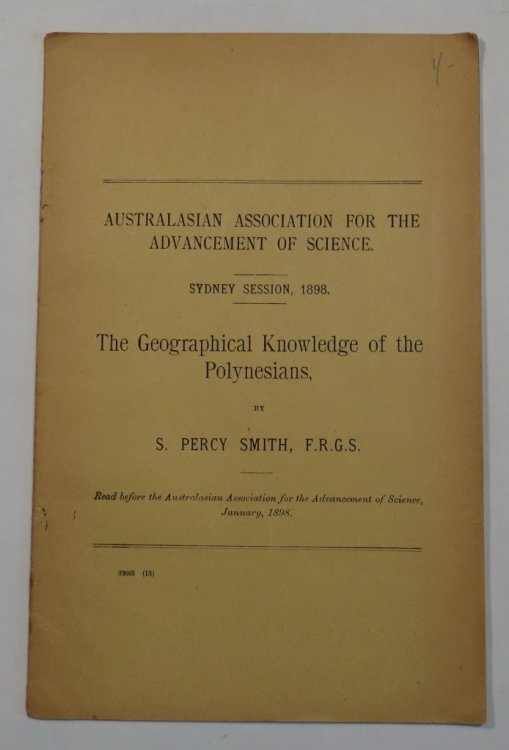 1/-
AUSTRALASIAN ASSOCIATION FOR THE
ADVANCEMENT OF SCIENCE.
SYDNEY SESSION, 1898.
The Geographical Knowledge of the
Polynesians,
BY
S. PERCY SMITH, F.R.G.S.
Read before the Australasian Association for the Advancement of Science,
January, 1898.
(13)